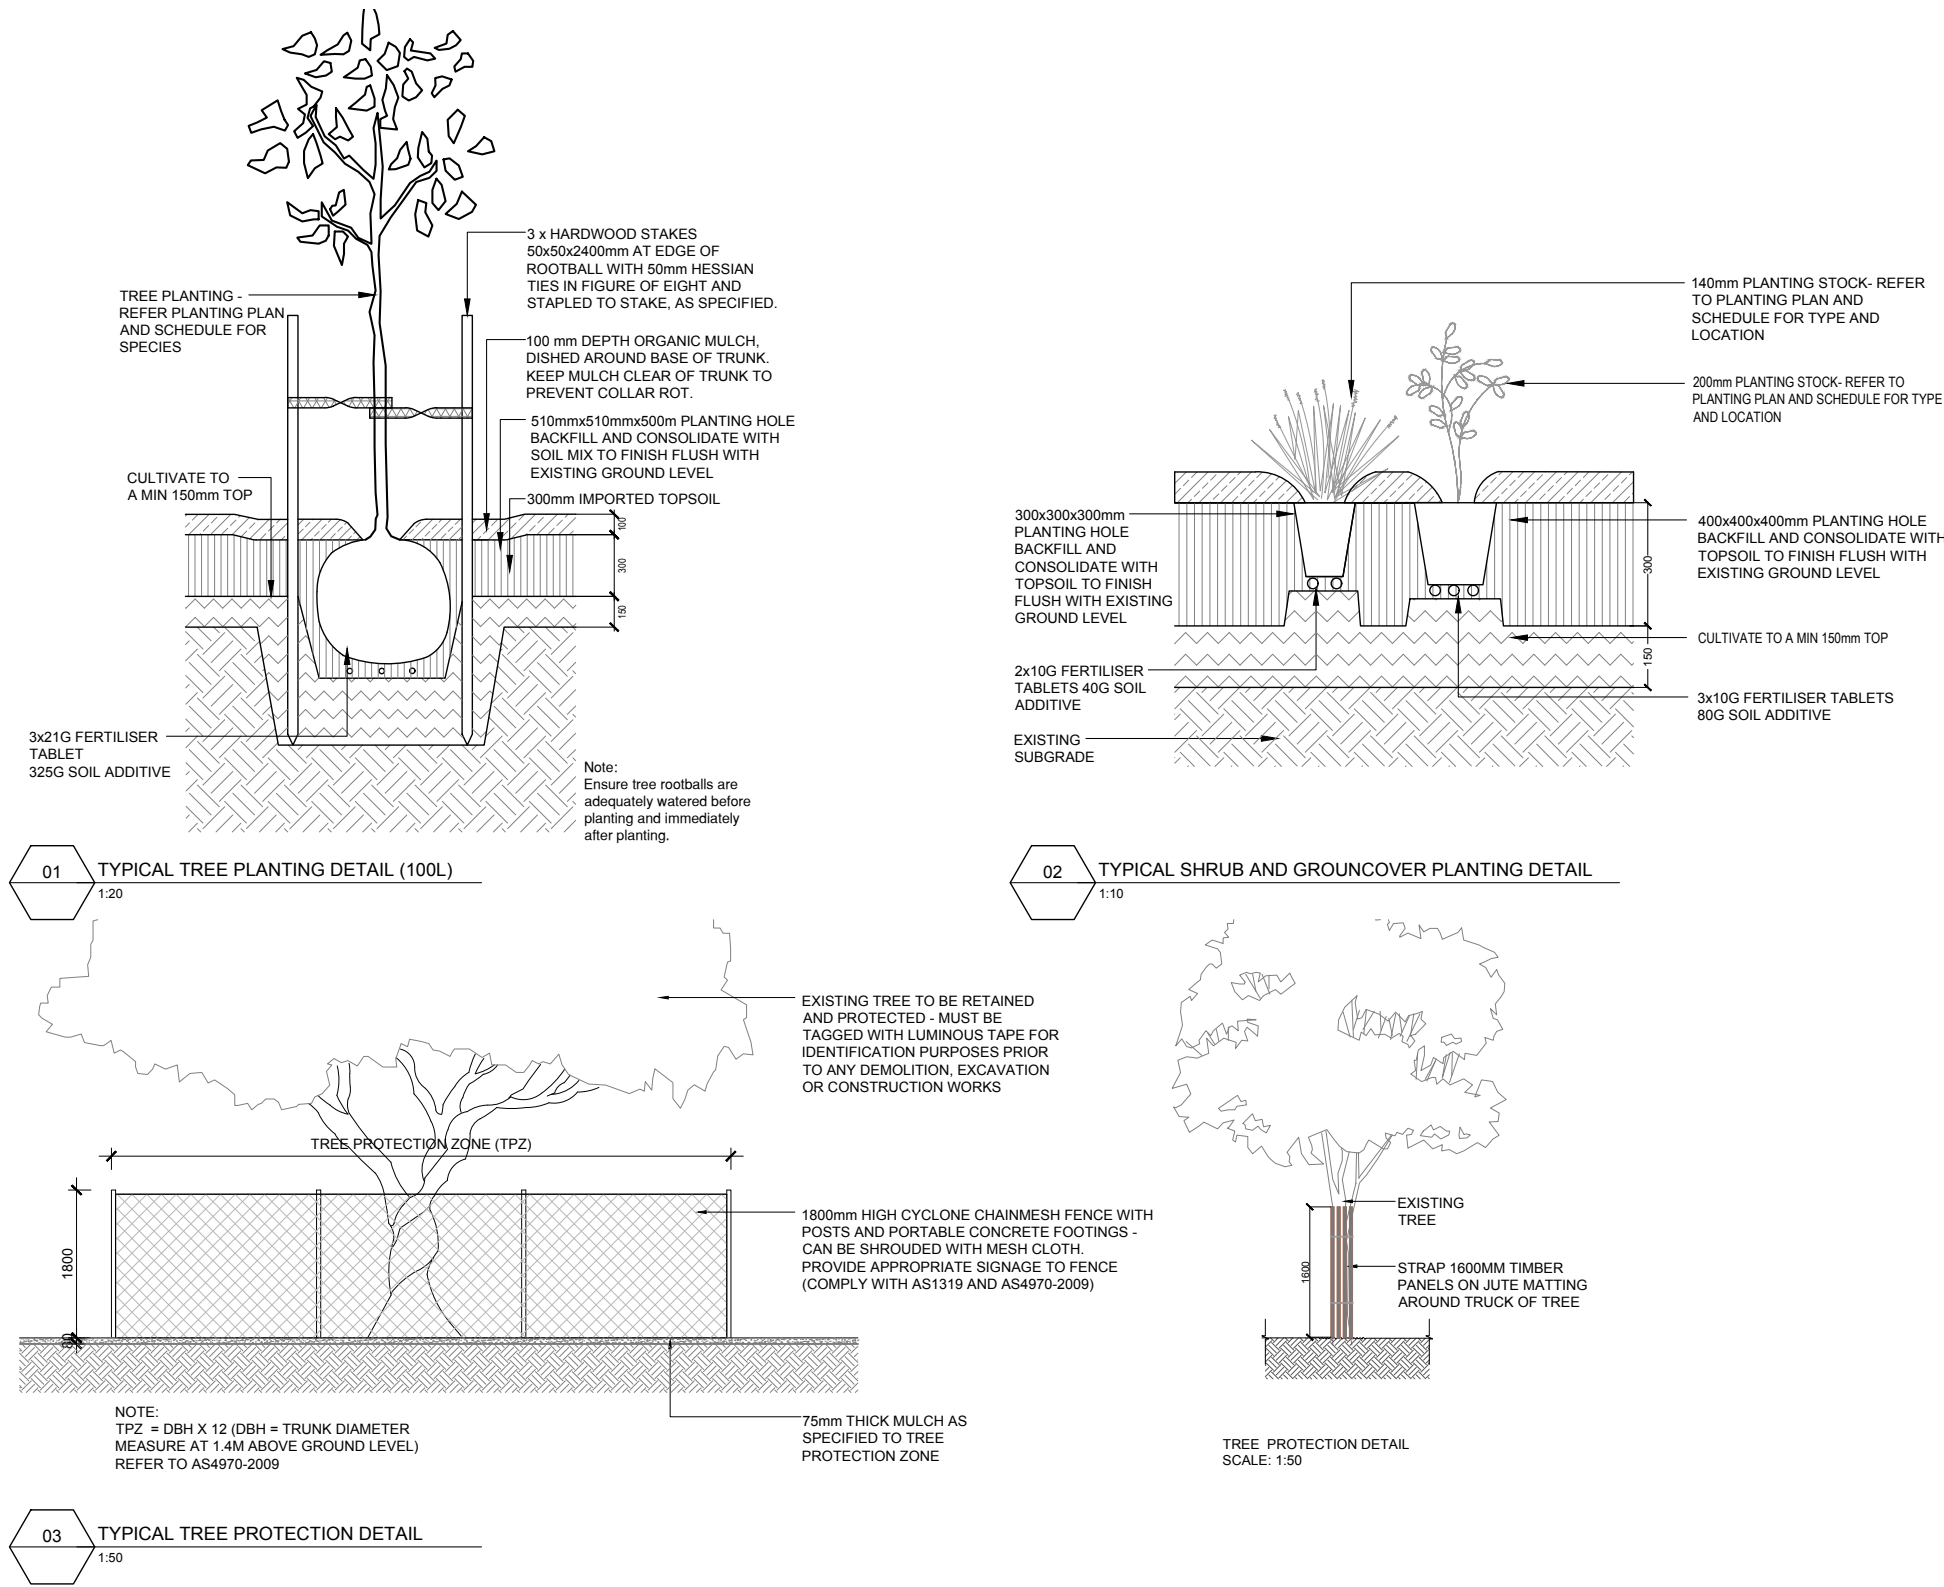 3 x HARDWOOD STAKES
50x50x2400mm AT EDGE OF
ROOTBALL WITH 50mm HESSIAN
TIES IN FIGURE OF EIGHT AND
STAPLED TO STAKE, AS SPECIFIED.
TREE PLANTING -
REFER PLANTING PLAN
AND SCHEDULE FOR
SPECIES
100 mm DEPTH ORGANIC MULCH,
DISHED AROUND BASE OF TRUNK.
KEEP MULCH CLEAR OF TRUNK TO
PREVENT COLLAR ROT.
510mmx510mmx500m PLANTING HOLE
BACKFILL AND CONSOLIDATE WITH
SOIL MIX TO FINISH FLUSH WITH
EXISTING GROUND LEVEL
CULTIVATE TO
A MIN 150mm TOP
300mm IMPORTED TOPSOIL
100
300
150
3x21G FERTILISER
TABLET
325G SOIL ADDITIVE
Note:
Ensure tree rootballs are
adequately watered before
planting and immediately
after planting.
01
TYPICAL TREE PLANTING DETAIL (100L)
1:20
140mm PLANTING STOCK- REFER
TO PLANTING PLAN AND
SCHEDULE FOR TYPE AND
LOCATION
200mm PLANTING STOCK- REFER TO
PLANTING PLAN AND SCHEDULE FOR TYPE
AND LOCATION
300x300x300mm
PLANTING HOLE
BACKFILL AND
CONSOLIDATE WITH
TOPSOIL TO FINISH
FLUSH WITH EXISTING
GROUND LEVEL
400x400x400mm PLANTING HOLE
BACKFILL AND CONSOLIDATE WITH
TOPSOIL TO FINISH FLUSH WITH
EXISTING GROUND LEVEL
300
150
CULTIVATE TO A MIN 150mm TOP
2x10G FERTILISER
TABLETS 40G SOIL
ADDITIVE
3x10G FERTILISER TABLETS
80G SOIL ADDITIVE
EXISTING
SUBGRADE
02
TYPICAL SHRUB AND GROUNCOVER PLANTING DETAIL
1:10
EXISTING TREE TO BE RETAINED
AND PROTECTED - MUST BE
TAGGED WITH LUMINOUS TAPE FOR
IDENTIFICATION PURPOSES PRIOR
TO ANY DEMOLITION, EXCAVATION
OR CONSTRUCTION WORKS
TREE PROTECTION ZONE (TPZ)
1800
1800mm HIGH CYCLONE CHAINMESH FENCE WITH
POSTS AND PORTABLE CONCRETE FOOTINGS -
CAN BE SHROUDED WITH MESH CLOTH.
PROVIDE APPROPRIATE SIGNAGE TO FENCE
(COMPLY WITH AS1319 AND AS4970-2009)
75mm THICK MULCH AS
SPECIFIED TO TREE
PROTECTION ZONE
NOTE:
TPZ = DBH X 12 (DBH = TRUNK DIAMETER
MEASURE AT 1.4M ABOVE GROUND LEVEL)
REFER TO AS4970-2009
EXISTING
TREE
1600
STRAP 1600MM TIMBER
PANELS ON JUTE MATTING
AROUND TRUCK OF TREE
TREE PROTECTION DETAIL
SCALE: 1:50
03
TYPICAL TREE PROTECTION DETAIL
1:50